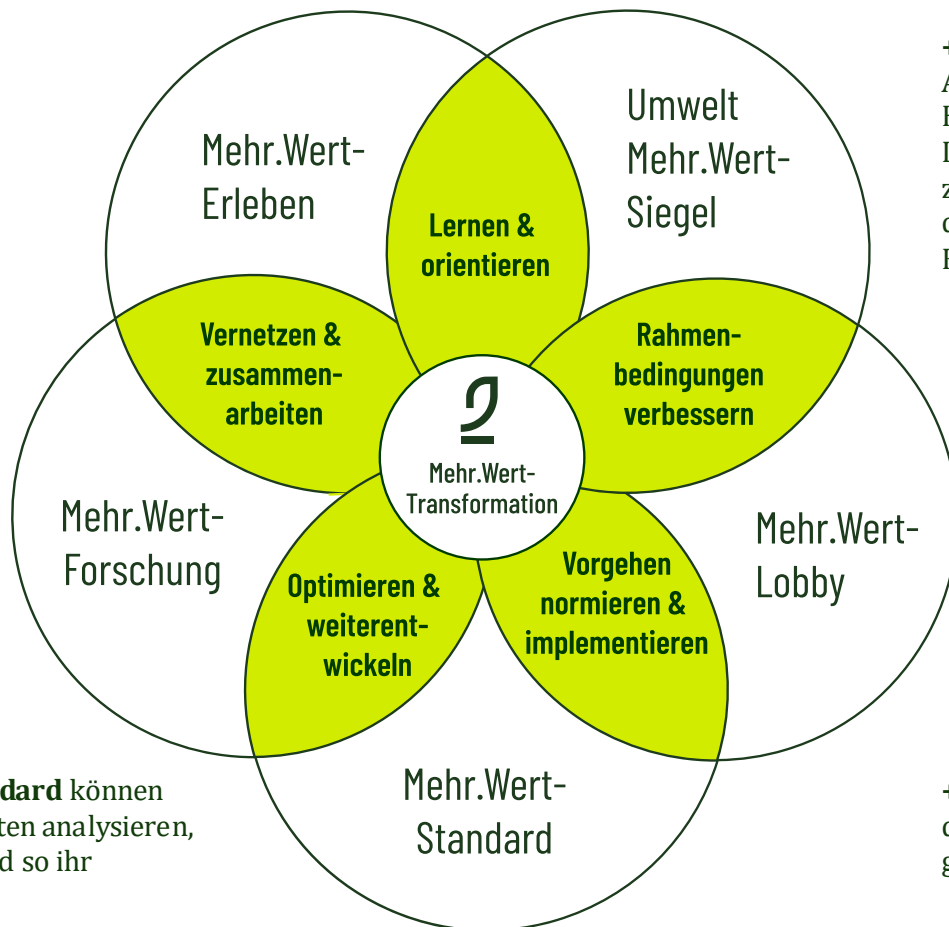 Mehr.Wert-
Erleben
Umwelt
Mehr.Wert-
Siegel
Lernen &
orientieren
Vernetzen &
zusammen-
arbeiten
Rahmen-
bedingungen
verbessern
Mehr.Wert-
Transformation
Mehr.Wert-
Forschung
Mehr.Wert-
Lobby
Optimieren &
weiterent-
wickeln
Vorgehen
normieren &
implementieren
Mehr.Wert-
Standard
dard können
ten analysieren,
d so ihr